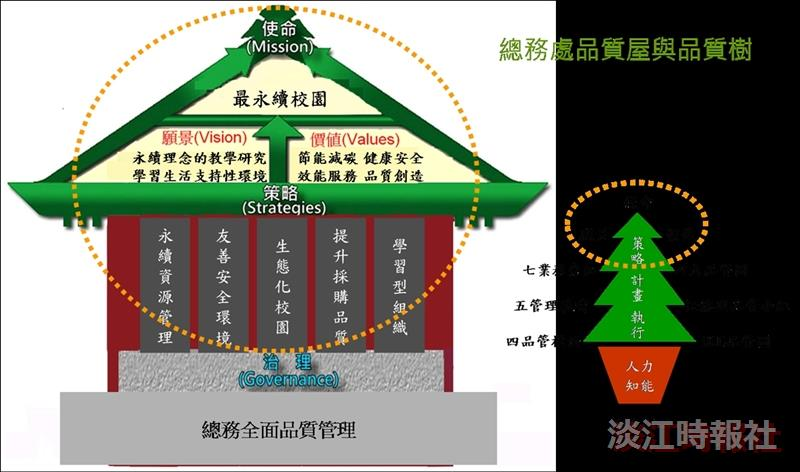 總務處品質屋與品質樹
使命
(Mission)
最永續校園
願景(Vision)
永續理念的教學研究
學習生活支持性環境
價值(Values)
節能減碳 健康安全
效能服務 品質創造
策略
(Strategies)
永續資源管理
友善安全環境
生態化校園
提升採購品質
學習型組織
治 理
(Governance)
總務全面品質管理
策略
計畫
執行
七業
五管理
四品管
人力
知能
淡江時報社